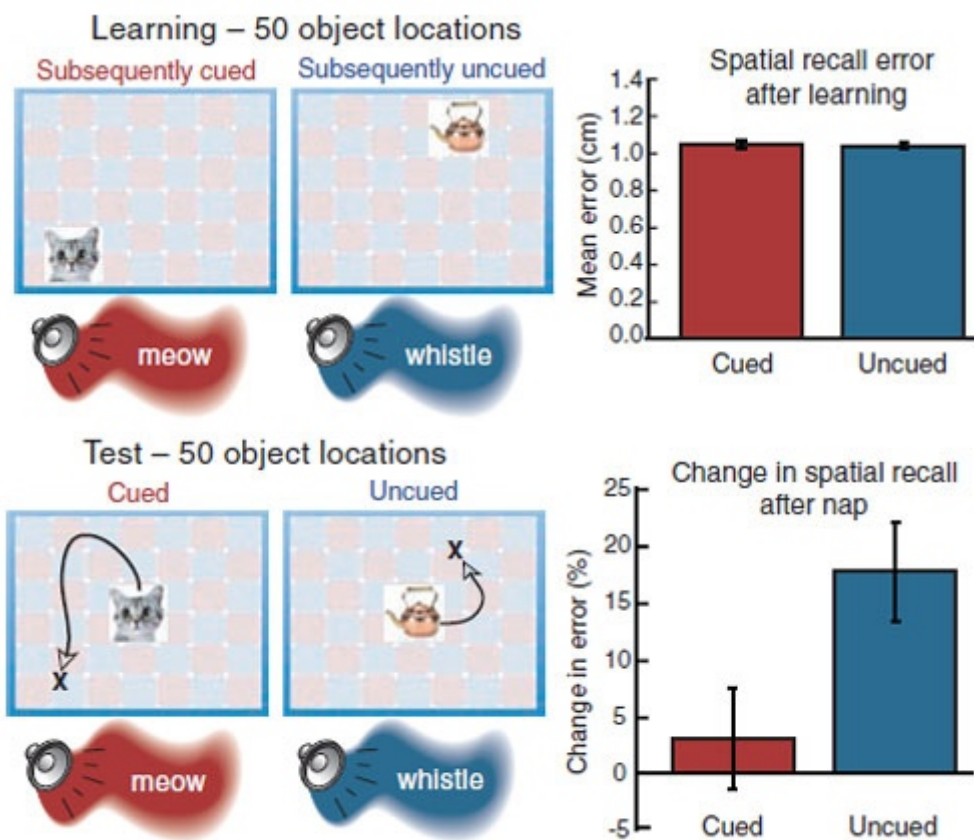 Learning – 50 object locations
Subsequently cued
Subsequently uncued
meow
whistle
Spatial recall error
after learning
Mean error (cm)
1.4
1.2
1.0
0.8
0.6
0.4
0.2
0.0
Cued
Uncued
Test – 50 object locations
Cued
Uncued
X
X
meow
whistle
Change in spatial recall
after nap
Change in error (%)
25
20
15
10
5
0
-5
Cued
Uncued